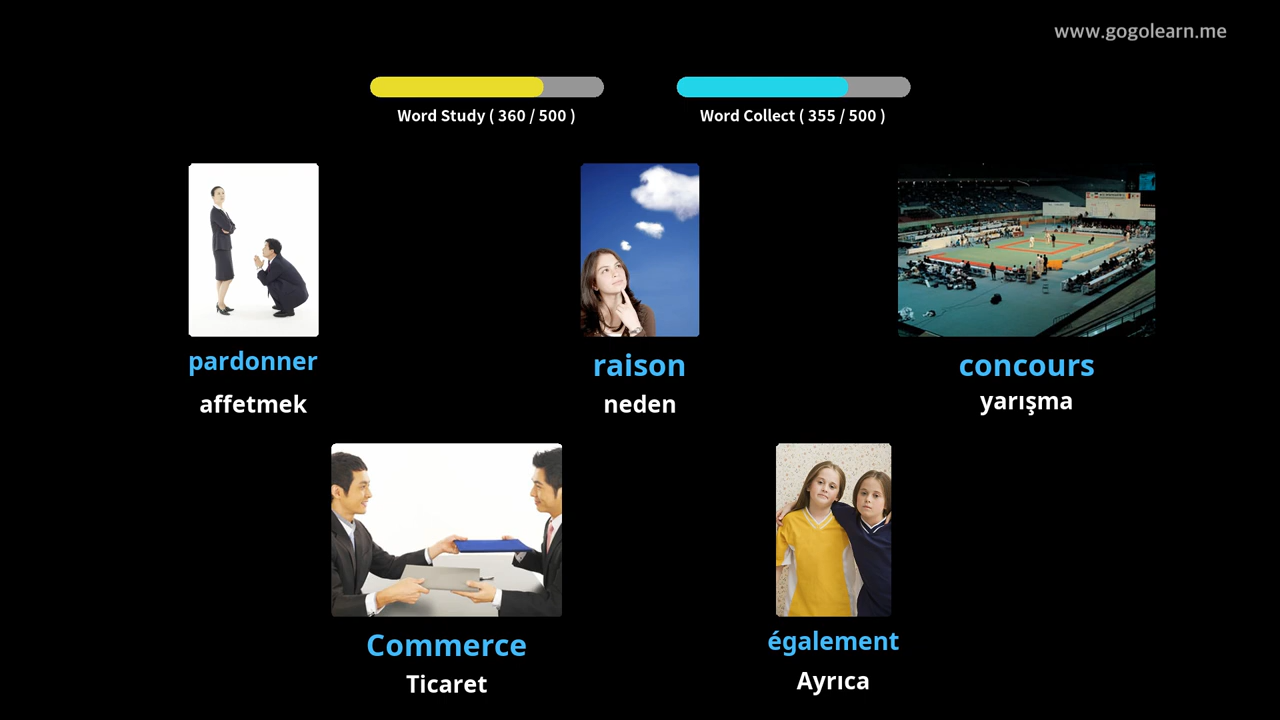 www.gogolearn.me
Word Study ( 360 / 500 )
Word Collect ( 355 / 500 )
pardonner
affetmek
raison
neden
concours
yarışma
Commerce
Ticaret
également
Ayrıca